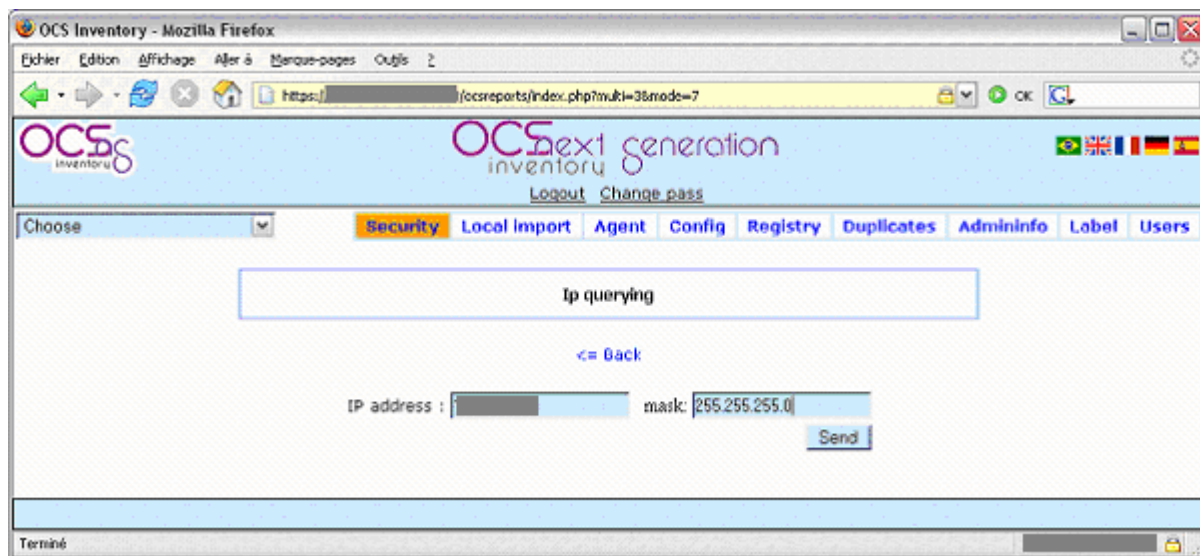 OCS Inventory - Mozilla Firefox
Fichier Edition Affichage Aller à Marque-pages Outils ?
https:/ /ocsreports/index.php?multi=3&mode=7 OK G
OCS ng inventory
OCS inventory next generation
Logout Change pass
Choose Security Local import Agent Config Registry Duplicates Admininfo Label Users
Ip querying
<= Back
IP address : mask: 255.255.255.0
Send
Terminé